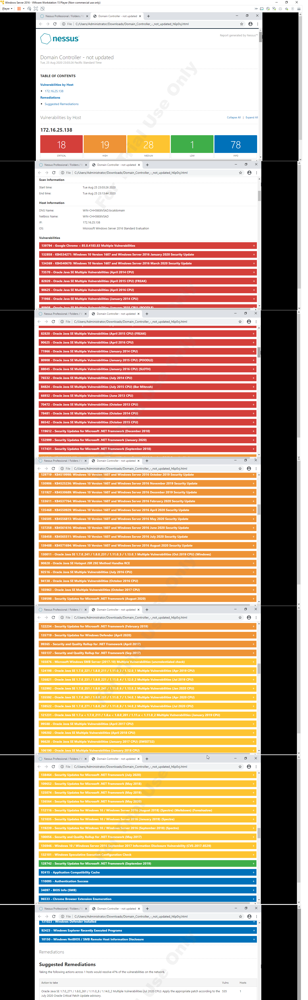 Windows Server 2016 - VMware Workstation 15 Player (Non-commercial use only)
Player
Nessus Professional / Folders / V
Domain Controller - not updated
File | C:/Users/Administrator/Downloads/Domain_Controller_-_not_updated_h6p0vj.html
nessus
Report generated by Nessus™
Domain Controller - not updated
Tue, 25 Aug 2020 23:03:26 Pacific Standard Time
TABLE OF CONTENTS
Vulnerabilities by Host
172.16.25.138
Remediations
Suggested Remediations
Vulnerabilities by Host
Collapse All | Expand All
172.16.25.138
18 19 28 1 78
CRITICAL HIGH MEDIUM LOW INFO
For Trial Use Only
Nessus Professional / Folders / V
Domain Controller - not updated
File | C:/Users/Administrator/Downloads/Domain_Controller_-_not_updated_h6p0vj.html
Scan Information
Start time: Tue Aug 25 23:03:26 2020
End time: Tue Aug 25 23:13:44 2020
Host Information
DNS Name: WIN-CHH56E6VSAD.localdomain
Netbios Name: WIN-CHH56E6VSAD
IP: 172.16.25.138
OS: Microsoft Windows Server 2016 Standard Evaluation
Vulnerabilities
139794 - Google Chrome < 85.0.4183.83 Multiple Vulnerabilities
132858 - KB4534271: Windows 10 Version 1607 and Windows Server 2016 January 2020 Security Update
134369 - KB4540670: Windows 10 Version 1607 and Windows Server 2016 March 2020 Security Update
73570 - Oracle Java SE Multiple Vulnerabilities (April 2014 CPU)
82820 - Oracle Java SE Multiple Vulnerabilities (April 2015 CPU) (FREAK)
90625 - Oracle Java SE Multiple Vulnerabilities (April 2016 CPU)
71966 - Oracle Java SE Multiple Vulnerabilities (January 2014 CPU)
80908 - Oracle Java SE Multiple Vulnerabilities (January 2015 CPU) (POODLE)
Nessus Professional / Folders / V
Domain Controller - not updated
File | C:/Users/Administrator/Downloads/Domain_Controller_-_not_updated_h6p0vj.html
82820 - Oracle Java SE Multiple Vulnerabilities (April 2015 CPU) (FREAK)
90625 - Oracle Java SE Multiple Vulnerabilities (April 2016 CPU)
71966 - Oracle Java SE Multiple Vulnerabilities (January 2014 CPU)
80908 - Oracle Java SE Multiple Vulnerabilities (January 2015 CPU) (POODLE)
88045 - Oracle Java SE Multiple Vulnerabilities (January 2016 CPU) (SLOTH)
76532 - Oracle Java SE Multiple Vulnerabilities (July 2014 CPU)
84824 - Oracle Java SE Multiple Vulnerabilities (July 2015 CPU) (Bar Mitzvah)
66932 - Oracle Java SE Multiple Vulnerabilities (June 2013 CPU)
70472 - Oracle Java SE Multiple Vulnerabilities (October 2013 CPU)
78481 - Oracle Java SE Multiple Vulnerabilities (October 2014 CPU)
86542 - Oracle Java SE Multiple Vulnerabilities (October 2015 CPU)
119612 - Security Updates for Microsoft .NET Framework (December 2018)
132999 - Security Updates for Microsoft .NET Framework (January 2020)
117431 - Security Updates for Microsoft .NET Framework (September 2018)
Nessus Professional / Folders / V
Domain Controller - not updated
File | C:/Users/Administrator/Downloads/Domain_Controller_-_not_updated_h6p0vj.html
129719 - KB4519998: Windows 10 Version 1607 and Windows Server 2016 October 2019 Security Update
130906 - KB4525236: Windows 10 Version 1607 and Windows Server 2016 November 2019 Security Update
131927 - KB4530689: Windows 10 Version 1607 and Windows Server 2016 December 2019 Security Update
133611 - KB4537764: Windows 10 Version 1607 and Windows Server 2016 February 2020 Security Update
135468 - KB4550929: Windows 10 Version 1607 and Windows Server 2016 April 2020 Security Update
136505 - KB4556813: Windows 10 Version 1607 and Windows Server 2016 May 2020 Security Update
137258 - KB4561616: Windows 10 Version 1607 and Windows Server 2016 June 2020 Security Update
138458 - KB4565511: Windows 10 Version 1607 and Windows Server 2016 July 2020 Security Update
139488 - KB4571694: Windows 10 Version 1607 and Windows Server 2016 August 2020 Security Update
130011 - Oracle Java SE 1.7.0_241 / 1.8.0_231 / 1.11.0_5 / 1.13.0_1 Multiple Vulnerabilities (Oct 2019 CPU) (Windows)
90828 - Oracle Java SE Hotspot JSR 292 Method Handles RCE
92516 - Oracle Java SE Multiple Vulnerabilities (July 2016 CPU)
94138 - Oracle Java SE Multiple Vulnerabilities (October 2016 CPU)
103963 - Oracle Java SE Multiple Vulnerabilities (October 2017 CPU)
139598 - Security Updates for Microsoft .NET Framework (August 2020)
Nessus Professional / Folders / V
Domain Controller - not updated
File | C:/Users/Administrator/Downloads/Domain_Controller_-_not_updated_h6p0vj.html
122234 - Security Updates for Microsoft .NET Framework (February 2019)
135719 - Security Updates for Windows Defender (April 2020)
99365 - Security and Quality Rollup for .NET Framework (April 2017)
103137 - Security and Quality Rollup for .NET Framework (Sep 2017)
103876 - Microsoft Windows SMB Server (2017-10) Multiple Vulnerabilities (uncredentialed check)
124198 - Oracle Java SE 1.7.0_221 / 1.8.0_211 / 1.11.0_3 / 1.12.0_1 Multiple Vulnerabilities (Apr 2019 CPU)
126821 - Oracle Java SE 1.7.0_231 / 1.8.0_221 / 1.11.0_4 / 1.12.0_2 Multiple Vulnerabilities (Jul 2019 CPU)
132992 - Oracle Java SE 1.7.0_251 / 1.8.0_241 / 1.11.0_6 / 1.13.0_2 Multiple Vulnerabilities (Jan 2020 CPU)
135592 - Oracle Java SE 1.7.0_261 / 1.8.0_251 / 1.11.0_7 / 1.14.0_1 Multiple Vulnerabilities (Apr 2020 CPU)
138522 - Oracle Java SE 1.7.0_271 / 1.8.0_261 / 1.11.0_8 / 1.14.0_2 Multiple Vulnerabilities (Jul 2020 CPU)
121231 - Oracle Java SE 1.7.x < 1.7.0_211 / 1.8.x < 1.8.0_201 / 1.11.x < 1.11.0_2 Multiple Vulnerabilities (January 2019 CPU)
99588 - Oracle Java SE Multiple Vulnerabilities (April 2017 CPU)
109202 - Oracle Java SE Multiple Vulnerabilities (April 2018 CPU)
96628 - Oracle Java SE Multiple Vulnerabilities (January 2017 CPU) (SWEET32)
106190 - Oracle Java SE Multiple Vulnerabilities (January 2018 CPU)
Nessus Professional / Folders / V
Domain Controller - not updated
File | C:/Users/Administrator/Downloads/Domain_Controller_-_not_updated_h6p0vj.html
138464 - Security Updates for Microsoft .NET Framework (July 2020)
109652 - Security Updates for Microsoft .NET Framework (May 2018)
125074 - Security Updates for Microsoft .NET Framework (May 2019)
136564 - Security Updates for Microsoft .NET Framework (May 2020)
112116 - Security Updates for Windows 10 / Windows Server 2016 (August 2018) (Spectre) (Meltdown) (Foreshadow)
121035 - Security Updates for Windows 10 / Windows Server 2016 (January 2019) (Spectre)
119239 - Security Updates for Windows 10 / Windows Server 2016 (September 2018) (Spectre)
100056 - Security and Quality Rollup for .NET Framework (May 2017)
136946 - Windows 10 / Windows Server 2016 September 2017 Information Disclosure Vulnerability (CVE-2017-8529)
132101 - Windows Speculative Execution Configuration Check
128742 - Security Updates for Microsoft .NET Framework (September 2019)
92415 - Application Compatibility Cache
110095 - Authentication Success
34097 - BIOS Info (SMB)
96533 - Chrome Browser Extension Enumeration
Nessus Professional / Folders / V
Domain Controller - not updated
File | C:/Users/Administrator/Downloads/Domain_Controller_-_not_updated_h6p0vj.html
131023 - Windows Defender Installed
92423 - Windows Explorer Recently Executed Programs
10150 - Windows NetBIOS / SMB Remote Host Information Disclosure
Remediations
Suggested Remediations
Taking the following actions across 1 hosts would resolve 47% of the vulnerabilities on the network.
Action to take Vulns Hosts
Oracle Java SE 1.7.0_271 / 1.8.0_261 / 1.11.0_8 / 1.14.0_2 Multiple Vulnerabilities (Jul 2020 CPU): Apply the appropriate patch according to the 535 1
July 2020 Oracle Critical Patch Update advisory.